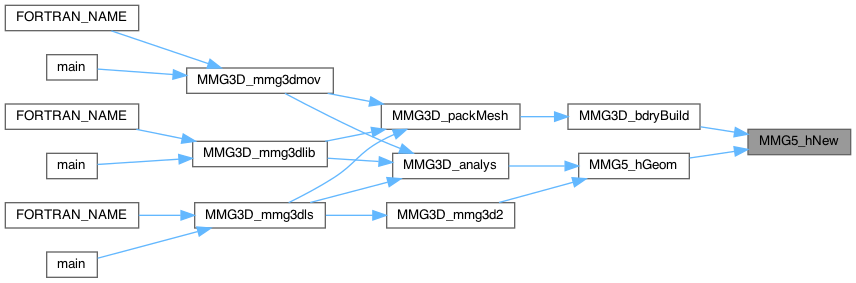 FORTRAN_NAME
main
MMG3D_mmg3dmov
FORTRAN_NAME
main
MMG3D_mmg3dlib
FORTRAN_NAME
main
MMG3D_mmg3dls
MMG3D_packMesh
MMG3D_analys
MMG3D_mmg3d2
MMG3D_bdryBuild
MMG5_hGeom
MMG5_hNew